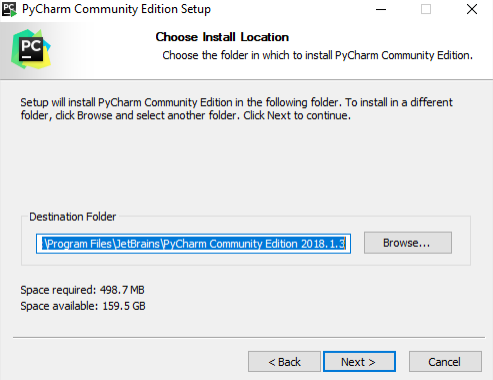 PyCharm Community Edition Setup
PC
Choose Install Location
Choose the folder in which to install PyCharm Community Edition.
Setup will install PyCharm Community Edition in the following folder. To install in a different
folder, click Browse and select another folder. Click Next to continue.
Destination Folder
:\Program Files\JetBrains\PyCharm Community Edition 2018.1.3
Browse...
Space required: 498.7 MB
Space available: 159.5 GB
< Back
Next >
Cancel